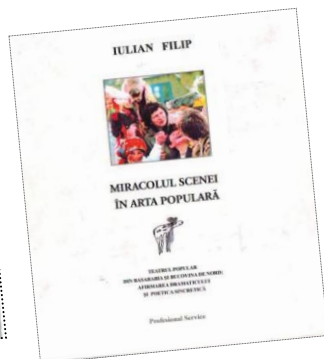 IULIAN FILIP
MIRACOLUL SCENEI
ÎN ARTA POPULARĂ
TEATRUL POPULAR
DIN BASARABIA ȘI BUCOVINA DE NORD:
AFIRMAREA DRAMATICULUI
ȘI POETICA SINCRETICĂ
Profesional Service